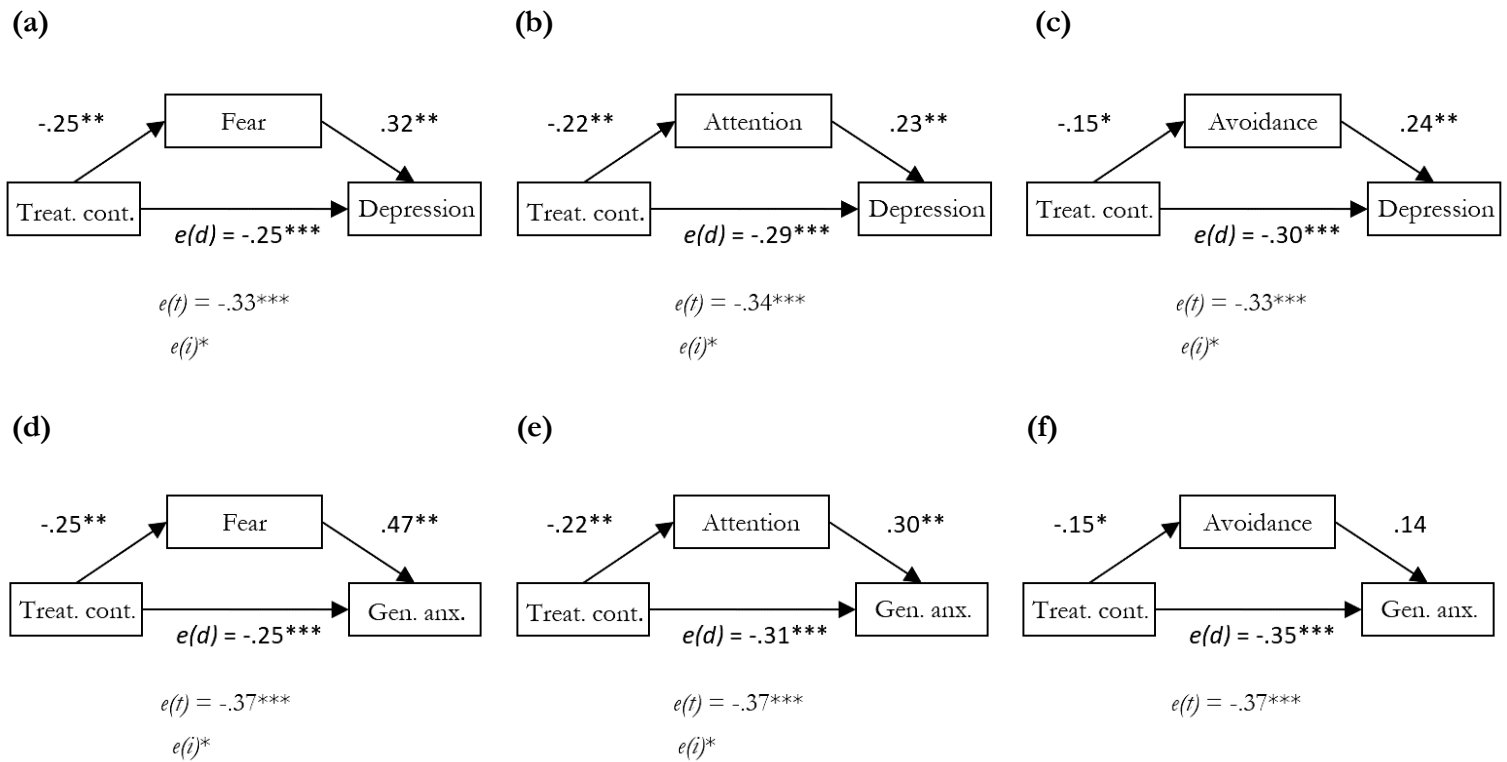 (a) (b) (c)
-.25** Fear .32** -.22** Attention .23** -.15* Avoidance .24**
Treat. cont. Depression Treat. cont. Depression Treat. cont. Depression
e(d) = -.25*** e(d) = -.29*** e(d) = -.30***
e(t) = -.33*** e(t) = -.34*** e(t) = -.33***
e(i)* e(i)* e(i)*
(d) (e) (f)
-.25** Fear .47** -.22** Attention .30** -.15* Avoidance .14
Treat. cont. Gen. anx. Treat. cont. Gen. anx. Treat. cont. Gen. anx.
e(d) = -.25*** e(d) = -.31*** e(d) = -.35***
e(t) = -.37*** e(t) = -.37*** e(t) = -.37***
e(i)* e(i)*